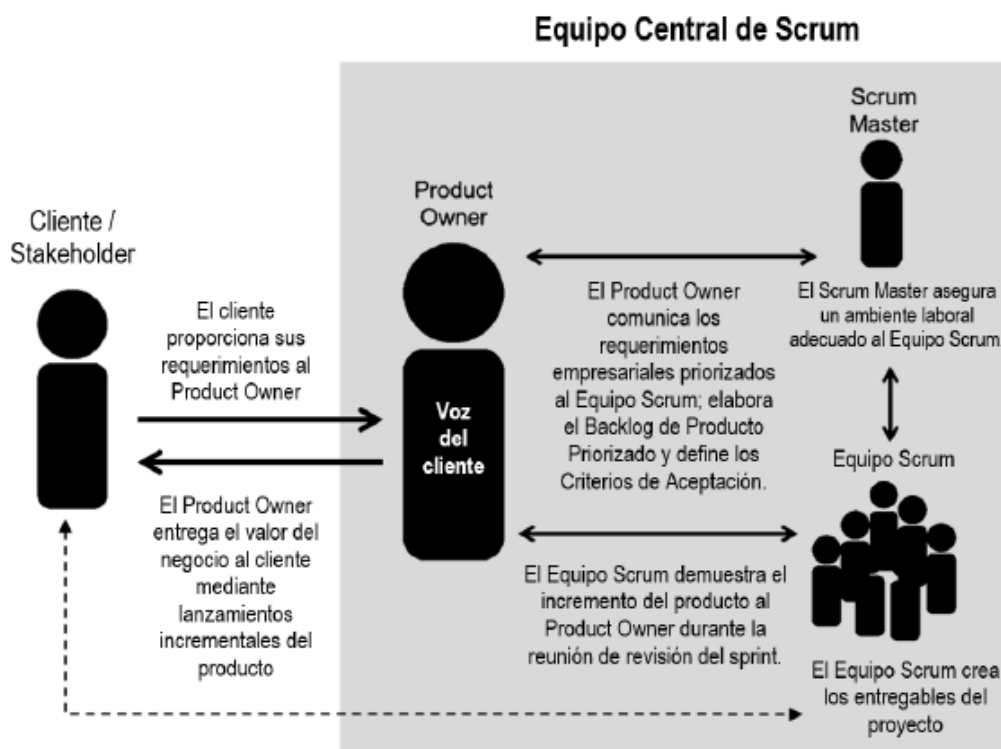 Equipo Central de Scrum
Scrum
Master
Product
Owner
Cliente /
Stakeholder
El cliente
proporciona sus
requerimientos al
Product Owner
Voz
del
cliente
El Product Owner
entrega el valor del
negocio al cliente
mediante
lanzamientos
incrementales del
producto
El Product Owner
comunica los
requerimientos
empresariales priorizados
al Equipo Scrum; elabora
el Backlog de Producto
Priorizado y define los
Criterios de Aceptación.
El Scrum Master asegura
un ambiente laboral
adecuado al Equipo Scrum.
Equipo Scrum
El Equipo Scrum demuestra el
incremento del producto al
Product Owner durante la
reunión de revisión del sprint.
El Equipo Scrum crea
los entregables del
proyecto